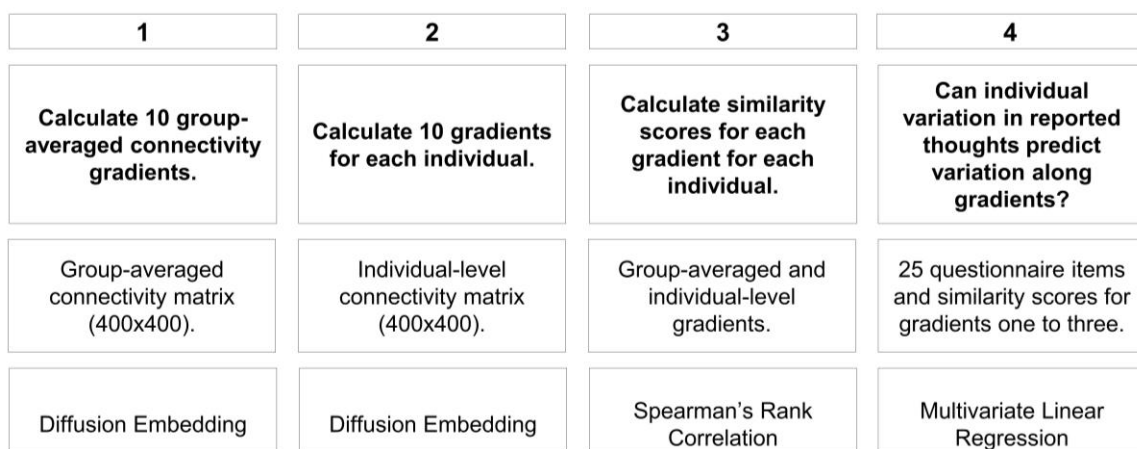 1
2
3
4
Calculate 10 group-
averaged connectivity
gradients.
Calculate 10 gradients
for each individual.
Calculate similarity
scores for each
gradient for each
individual.
Can individual
variation in reported
thoughts predict
variation along
gradients?
Group-averaged
connectivity matrix
(400x400).
Individual-level
connectivity matrix
(400x400).
Group-averaged and
individual-level
gradients.
25 questionnaire items
and similarity scores for
gradients one to three.
Diffusion Embedding
Diffusion Embedding
Spearman's Rank
Correlation
Multivariate Linear
Regression